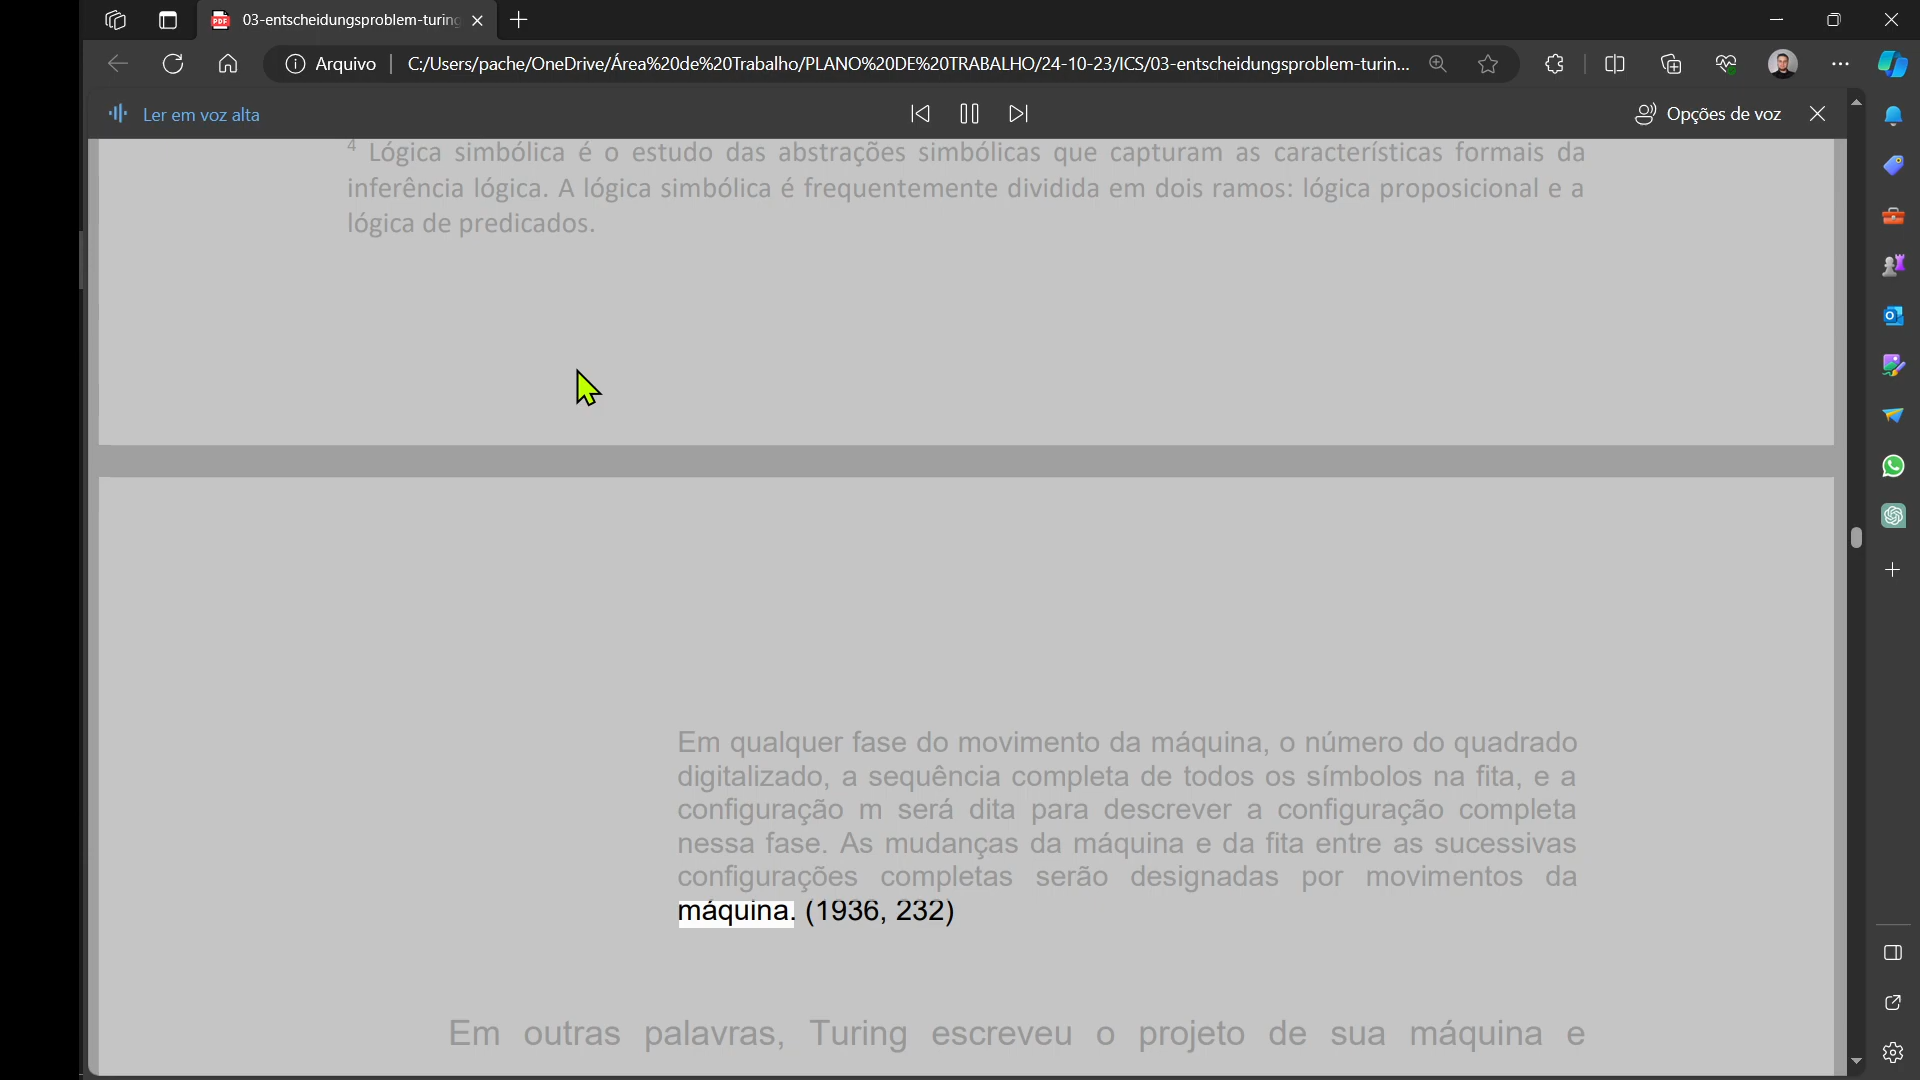 03-entscheidungsproblem-turing
Arquivo
C:/Users/pache/OneDrive/Área%20de%20Trabalho/PLANO%20DE%20TRABALHO/24-10-23/ICS/03-entscheidungsproblem-turin...
Ler em voz alta
Opções de voz
4 Lógica simbólica é o estudo das abstrações simbólicas que capturam as características formais da
inferência lógica. A lógica simbólica é frequentemente dividida em dois ramos: lógica proposicional e a
lógica de predicados.
Em qualquer fase do movimento da máquina, o número do quadrado
digitalizado, a sequência completa de todos os símbolos na fita, e a
configuração m será dita para descrever a configuração completa
nessa fase. As mudanças da máquina e da fita entre as sucessivas
configurações completas serão designadas por movimentos da
máquina. (1936, 232)
Em outras palavras, Turing escreveu o projeto de sua máquina e